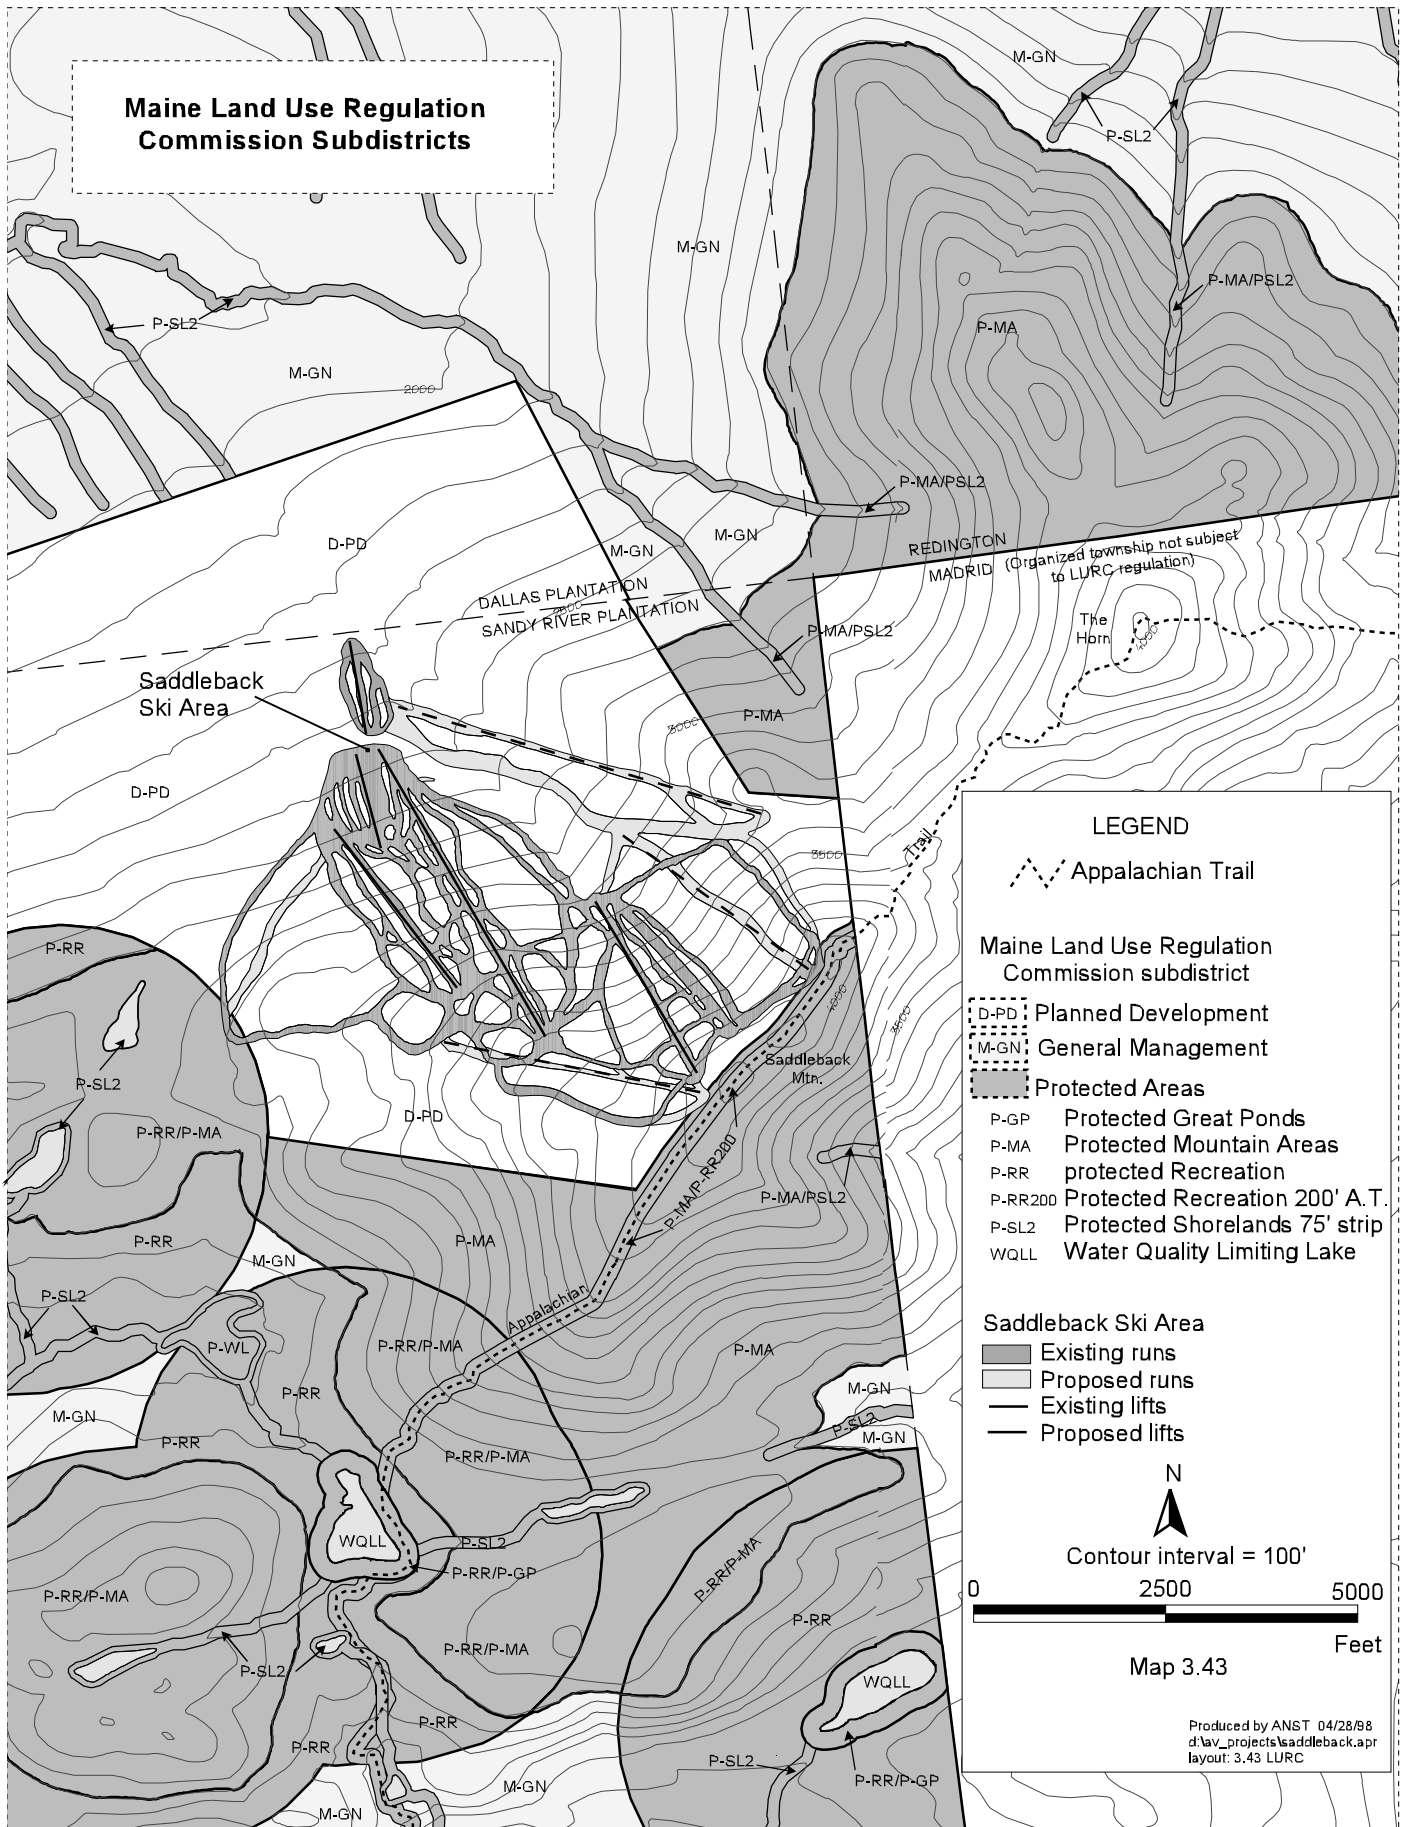 Maine Land Use Regulation
Commission Subdistricts
M-GN
P-SL2
M-GN
P-MA/PSL2
P-SL2
P-MA
M-GN
2000
P-MA/PSL2
M-GN
D-PD
M-GN
REDINGTON
MADRID
(Organized township not subject
to LURC regulation)
DALLAS PLANTATION
SANDY RIVER PLANTATION
The
Horn
4000
P-MA/PSL2
Saddleback
Ski Area
P-MA
3000
D-PD
3500
Trail
P-RR
4000
3500
P-SL2
Saddleback
Mtn.
D-PD
P-RR/P-MA
P-MA/P-RR200
P-MA/PSL2
P-RR
P-MA
M-GN
P-SL2
Appalachian
P-WL
P-RR/P-MA
P-MA
P-RR
M-GN
M-GN
P-SL2
P-RR
M-GN
P-RR/P-MA
WQLL
P-SL2
P-RR/P-GP
P-RR/P-MA
P-RR/P-MA
P-RR
P-RR/P-MA
P-SL2
WQLL
P-RR
P-RR
P-SL2
P-RR/P-GP
M-GN
M-GN
LEGEND
Appalachian Trail
Maine Land Use Regulation
Commission subdistrict
D-PD Planned Development
M-GN General Management
Protected Areas
P-GP Protected Great Ponds
P-MA Protected Mountain Areas
P-RR protected Recreation
P-RR200 Protected Recreation 200' A.T.
P-SL2 Protected Shorelands 75' strip
WQLL Water Quality Limiting Lake
Saddleback Ski Area
Existing runs
Proposed runs
Existing lifts
Proposed lifts
N
Contour interval = 100'
0 2500 5000
Feet
Map 3.43
Produced by ANST 04/28/98
d:\av_projects\saddleback.apr
layout: 3.43 LURC